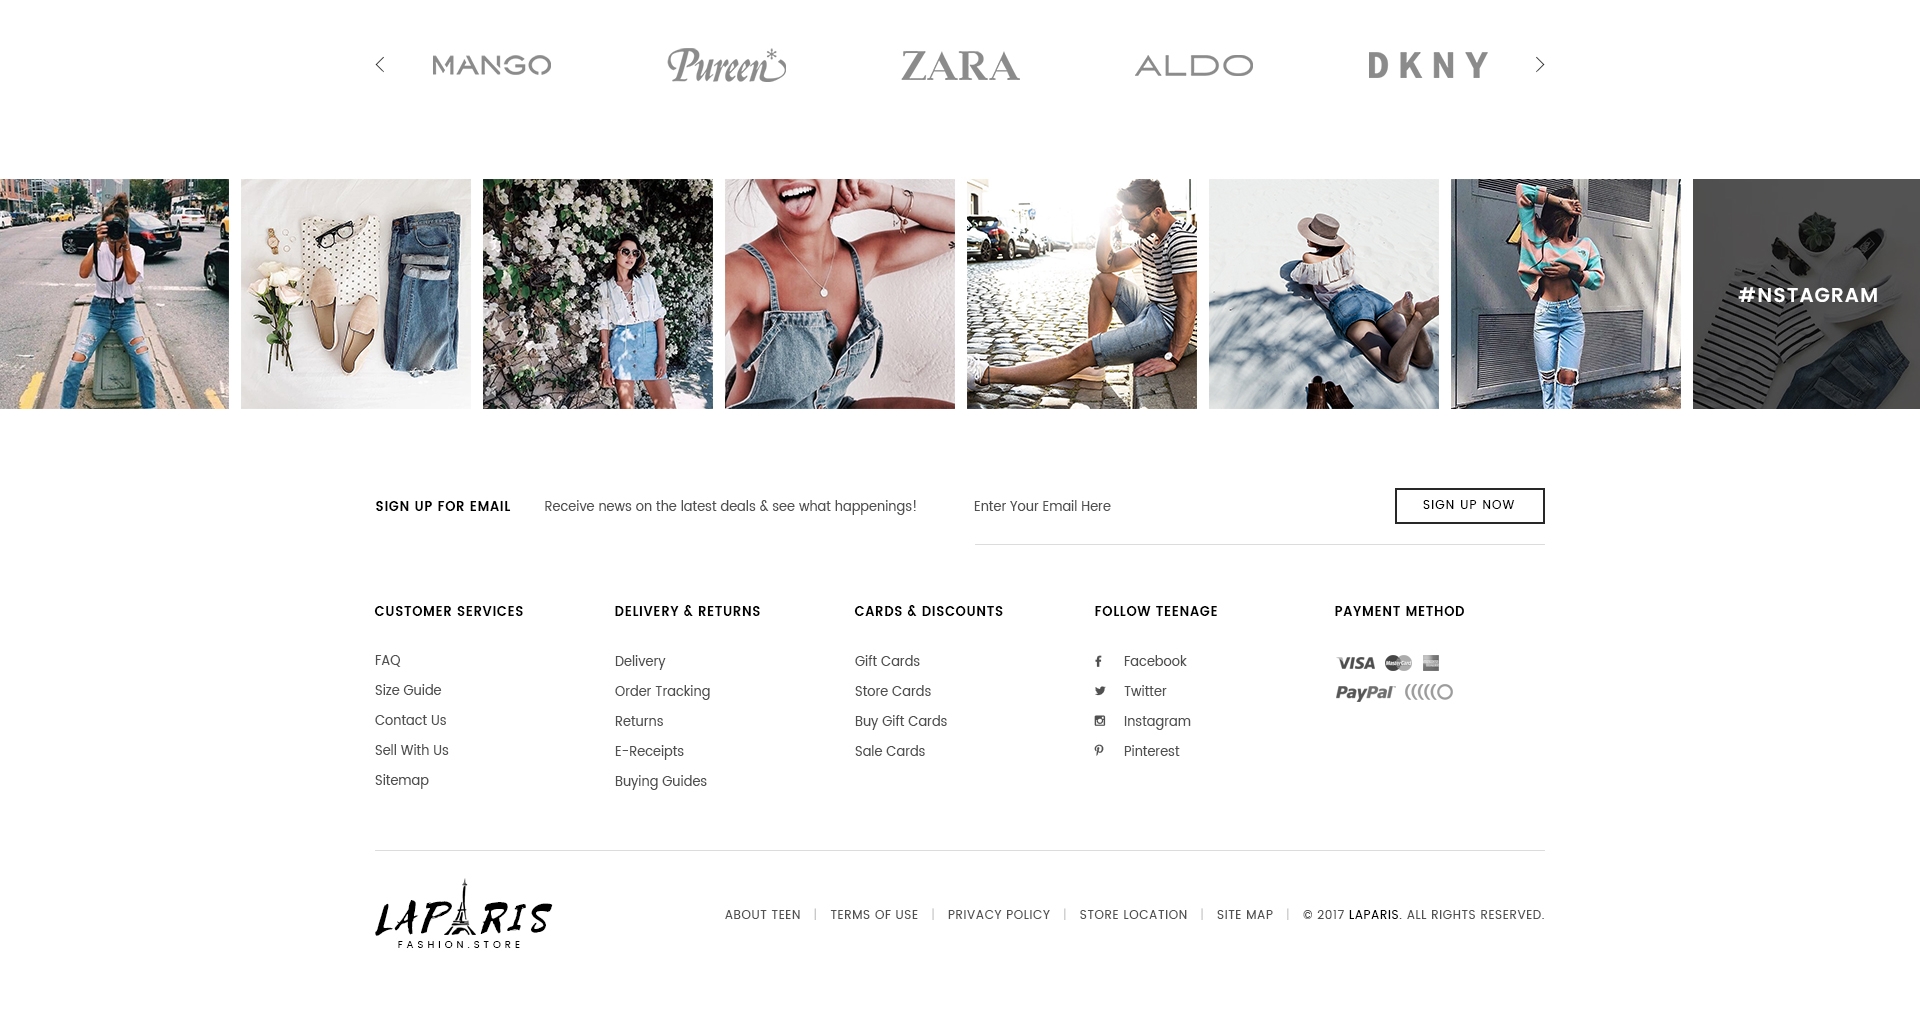 MANGO
Pureen*
ZARA
ALDO
DKNY
#NSTAGRAM
SIGN UP FOR EMAIL
Receive news on the latest deals & see what happenings!
Enter Your Email Here
SIGN UP NOW
CUSTOMER SERVICES
FAQ
Size Guide
Contact Us
Sell With Us
Sitemap
DELIVERY & RETURNS
Delivery
Order Tracking
Returns
E-Receipts
Buying Guides
CARDS & DISCOUNTS
Gift Cards
Store Cards
Buy Gift Cards
Sale Cards
FOLLOW TEENAGE
Facebook
Twitter
Instagram
Pinterest
PAYMENT METHOD
VISA MasterCard
PayPal
LAPARIS
FASHION.STORE
ABOUT TEEN | TERMS OF USE | PRIVACY POLICY | STORE LOCATION | SITE MAP | © 2017 LAPARIS. ALL RIGHTS RESERVED.